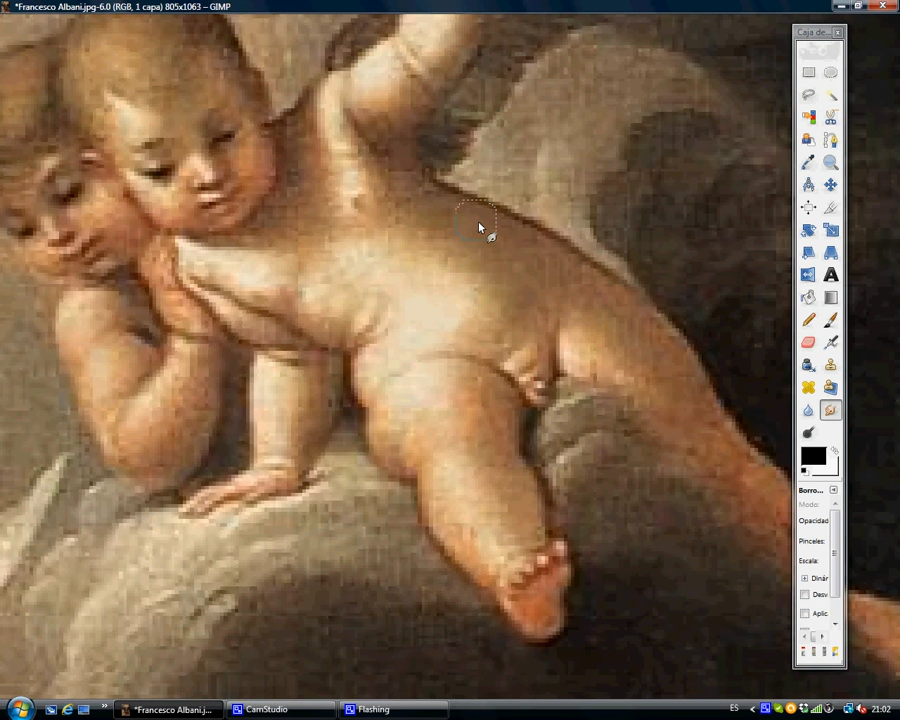 *Francesco Albani.jpg-6.0 (RGB, 1 capa) 805x1063 – GIMP
Caja de...
A
Borro...
Modo:
Opacidad
Pinceles:
Escala:
Dinár
Desv
Aplic
*Francesco Albani.j...
CamStudio
Flashing
ES
21:02